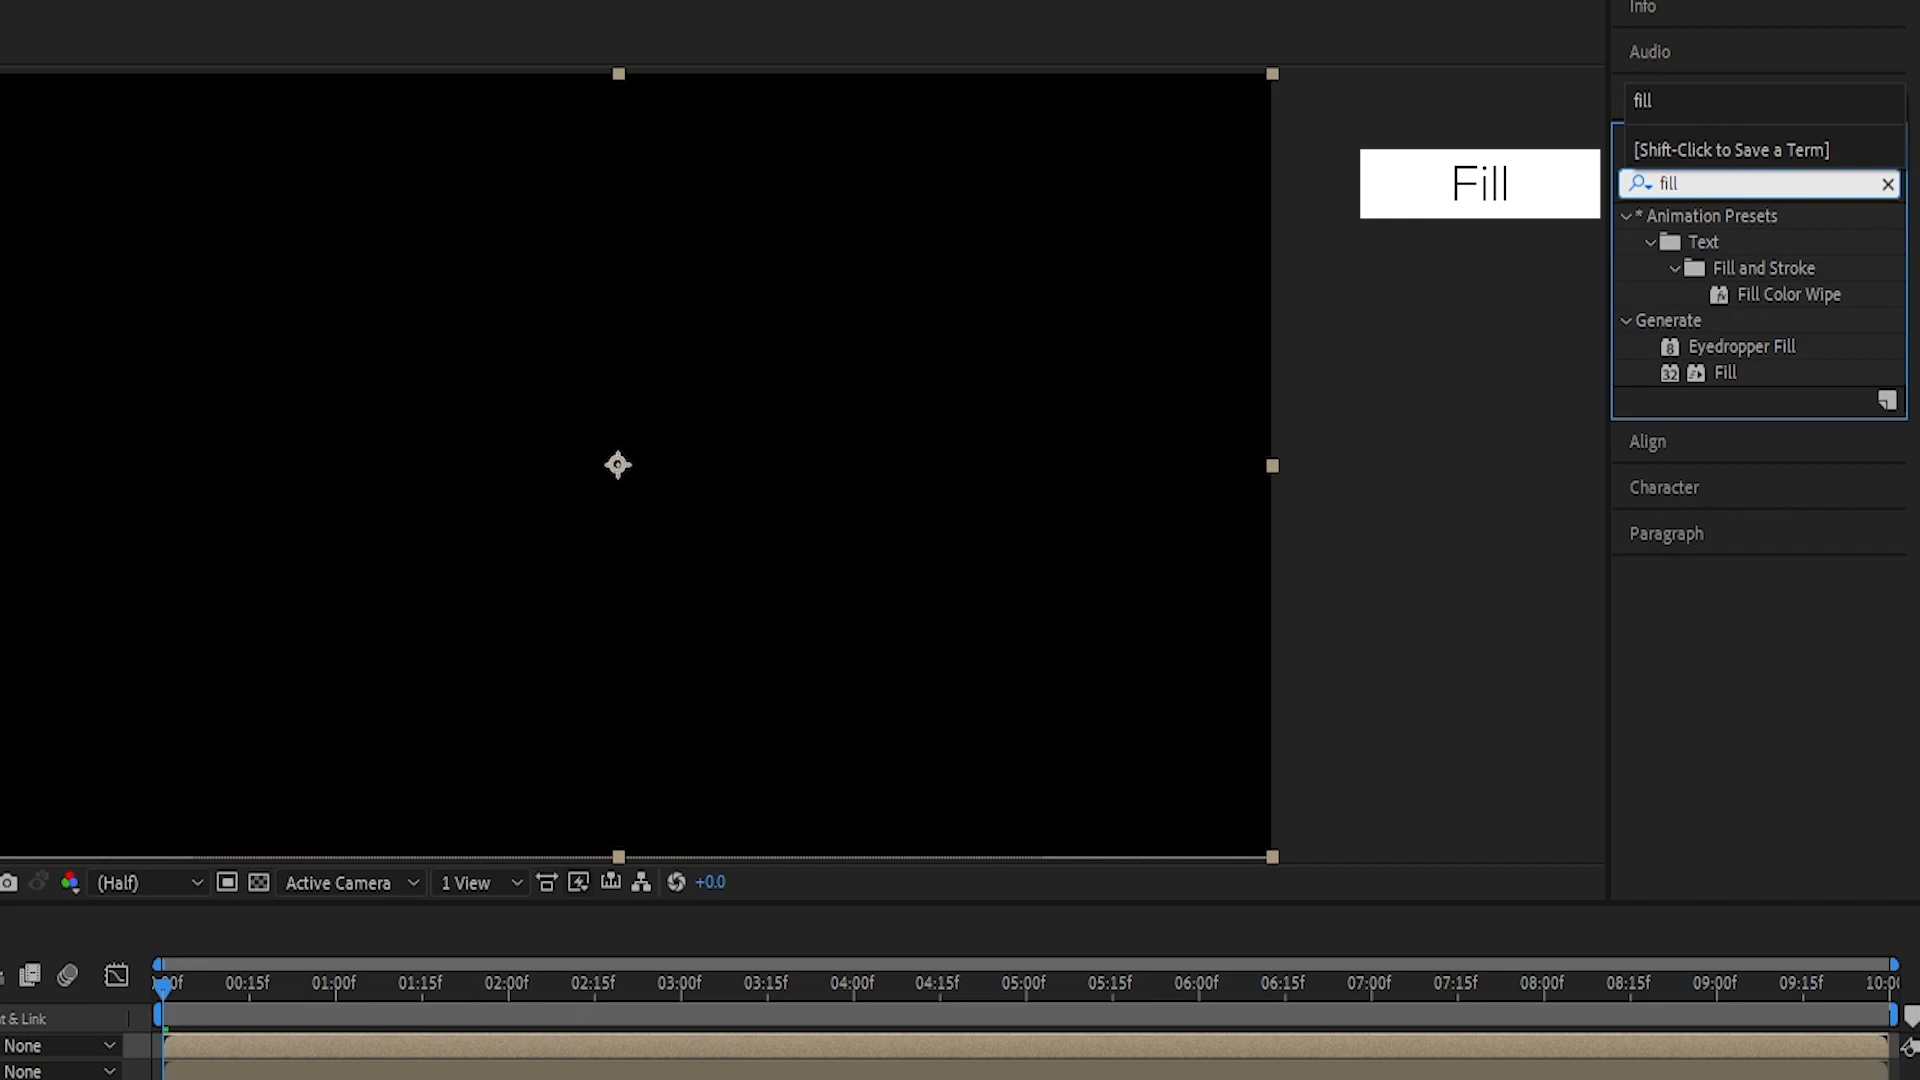 Info
Audio
fill
[Shift-Click to Save a Term]
fill
* Animation Presets
Text
Fill and Stroke
Fill Color Wipe
Generate
8 Eyedropper Fill
32 Fill
Align
Character
Paragraph
Fill
(Half) Active Camera 1 View +0.0
00:15f 01:00f 01:15f 02:00f 02:15f 03:00f 03:15f 04:00f 04:15f 05:00f 05:15f 06:00f 06:15f 07:00f 07:15f 08:00f 08:15f 09:00f 09:15f
t & Link
None
None